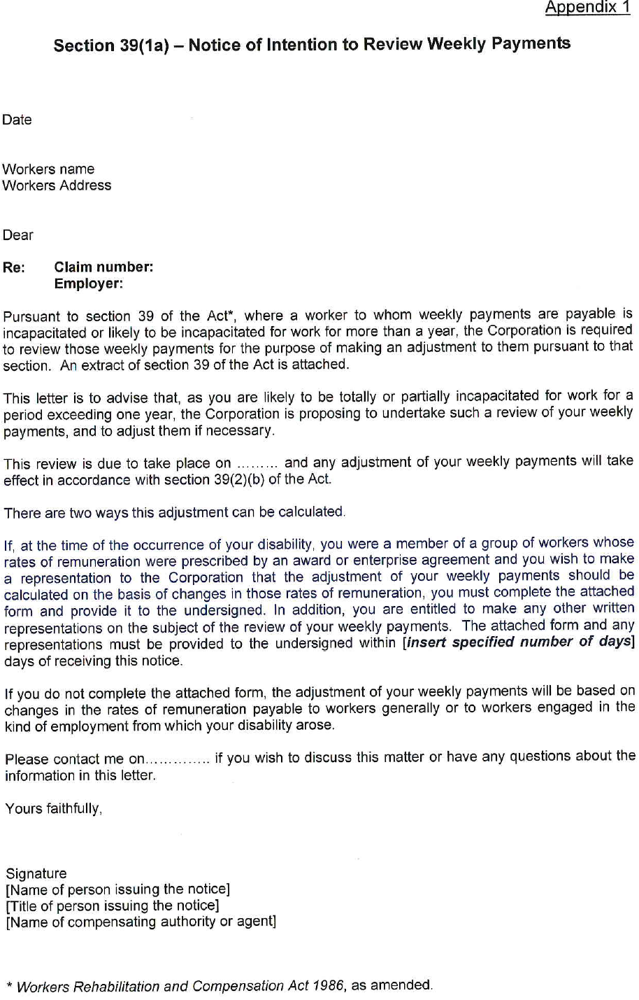 Appendix 1
Section 39(1a) – Notice of Intention to Review Weekly Payments
Date
Workers name
Workers Address
Dear
Re: Claim number:
Employer:
Pursuant to section 39 of the Act*, where a worker to whom weekly payments are payable is
incapacitated or likely to be incapacitated for work for more than a year, the Corporation is required
to review those weekly payments for the purpose of making an adjustment to them pursuant to that
section. An extract of section 39 of the Act is attached.
This letter is to advise that, as you are likely to be totally or partially incapacitated for work for a
period exceeding one year, the Corporation is proposing to undertake such a review of your weekly
payments, and to adjust them if necessary.
This review is due to take place on ......... and any adjustment of your weekly payments will take
effect in accordance with section 39(2)(b) of the Act.
There are two ways this adjustment can be calculated.
If, at the time of the occurrence of your disability, you were a member of a group of workers whose
rates of remuneration were prescribed by an award or enterprise agreement and you wish to make
a representation to the Corporation that the adjustment of your weekly payments should be
calculated on the basis of changes in those rates of remuneration, you must complete the attached
form and provide it to the undersigned. In addition, you are entitled to make any other written
representations on the subject of the review of your weekly payments. The attached form and any
representations must be provided to the undersigned within [insert specified number of days]
days of receiving this notice.
If you do not complete the attached form, the adjustment of your weekly payments will be based on
changes in the rates of remuneration payable to workers generally or to workers engaged in the
kind of employment from which your disability arose.
Please contact me on.............. if you wish to discuss this matter or have any questions about the
information in this letter.
Yours faithfully,
Signature
[Name of person issuing the notice]
[Title of person issuing the notice]
[Name of compensating authority or agent]
* Workers Rehabilitation and Compensation Act 1986, as amended.